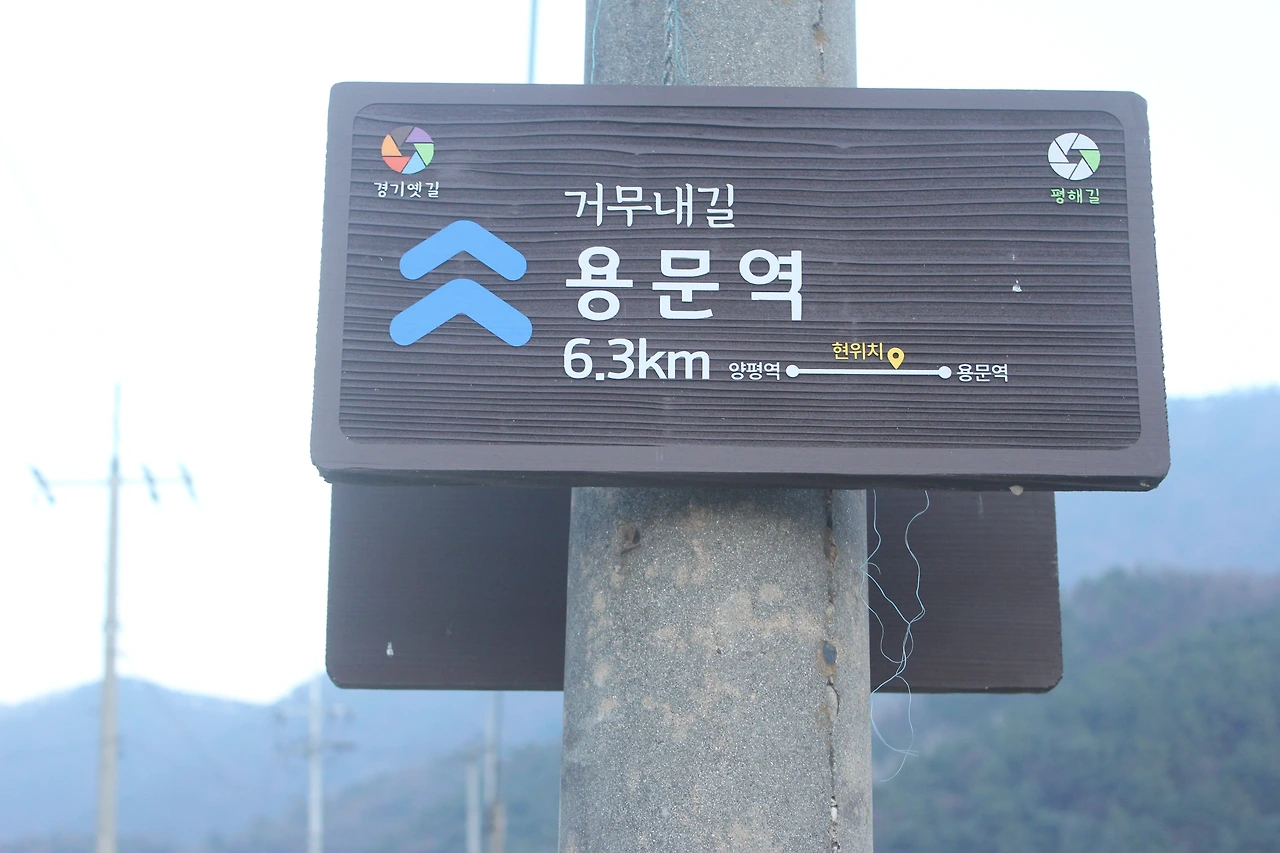 경기옛길
평해길
거무내길
용문역
6.3km
현위치
양평역 용문역